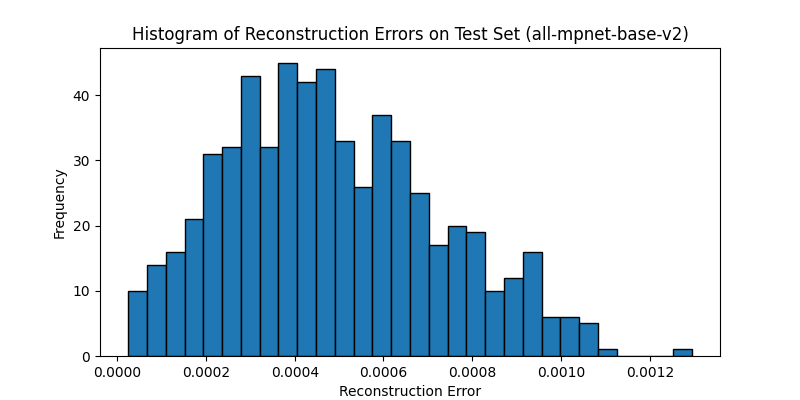 Histogram of Reconstruction Errors on Test Set (all-mpnet-base-v2)
Frequency
40
30
20
10
0
0.0000 0.0002 0.0004 0.0006 0.0008 0.0010 0.0012
Reconstruction Error